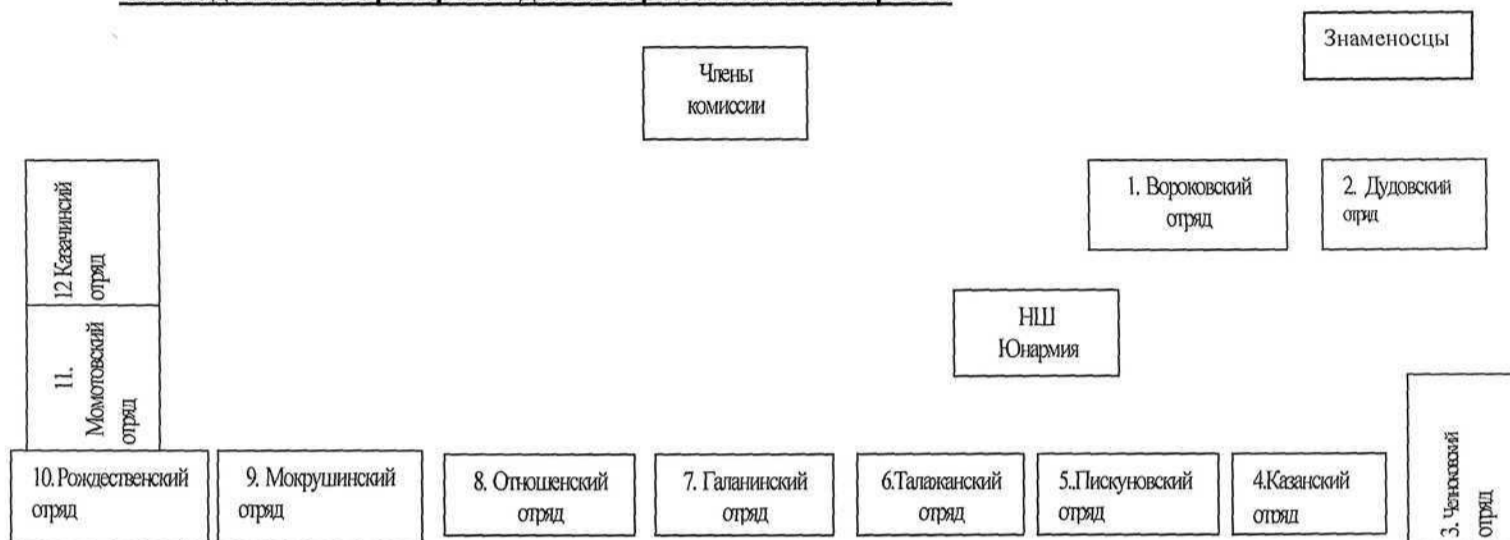 Знаменосцы
Члены
комиссии
1. Вороковский
отряд
2. Дудовский
отряд
12 Казачинсий
отряд
НШ
Юнармия
11.
Момотовский
отряд
10.Рождественский
отряд
9. Мокрушинский
отряд
8. Отношенский
отряд
7. Галанинский
отряд
6.Талажанский
отряд
5..Пискуновский
отряд
4.Казанский
отряд
3. Челноковский
отряд